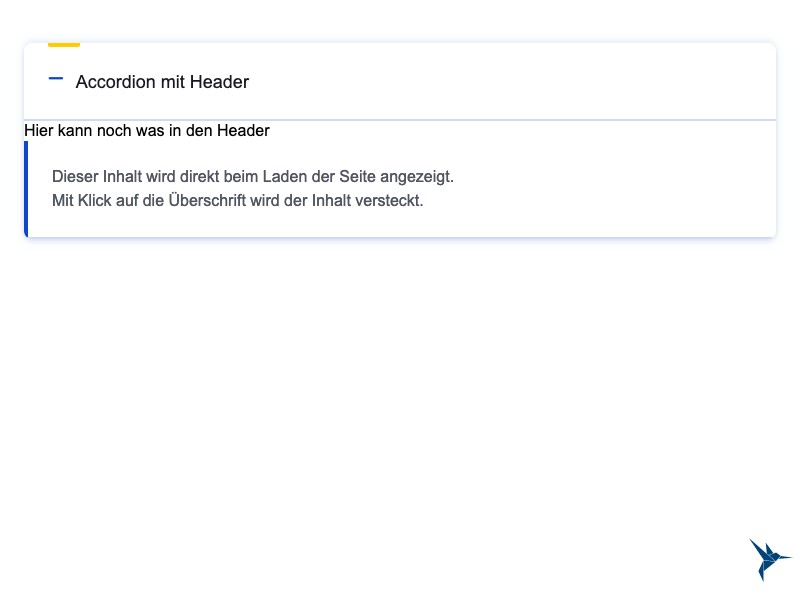 Accordion mit Header
Hier kann noch was in den Header
Dieser Inhalt wird direkt beim Laden der Seite angezeigt.
Mit Klick auf die Überschrift wird der Inhalt versteckt.